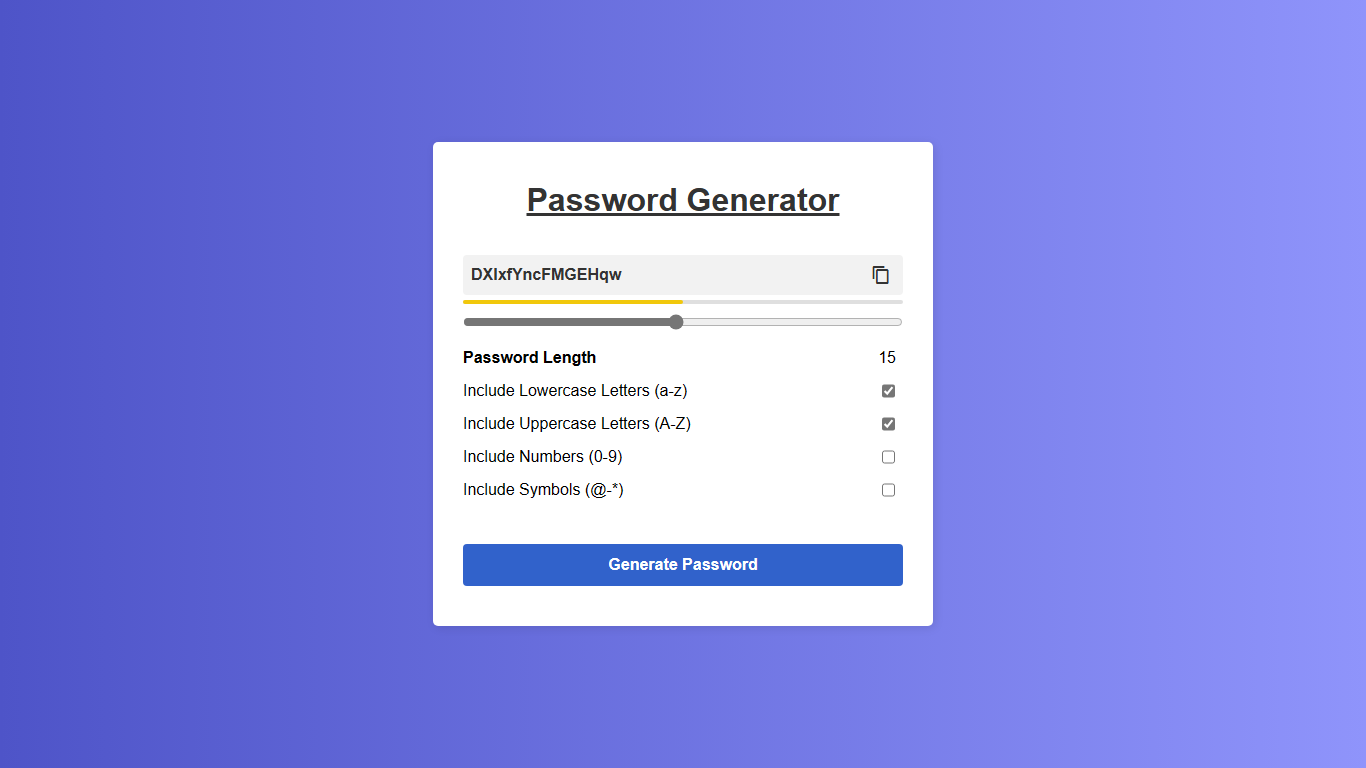 Password Generator
DXIxfYncFMGEHqw
Password Length 15
Include Lowercase Letters (a-z)
Include Uppercase Letters (A-Z)
Include Numbers (0-9)
Include Symbols (@-*)
Generate Password